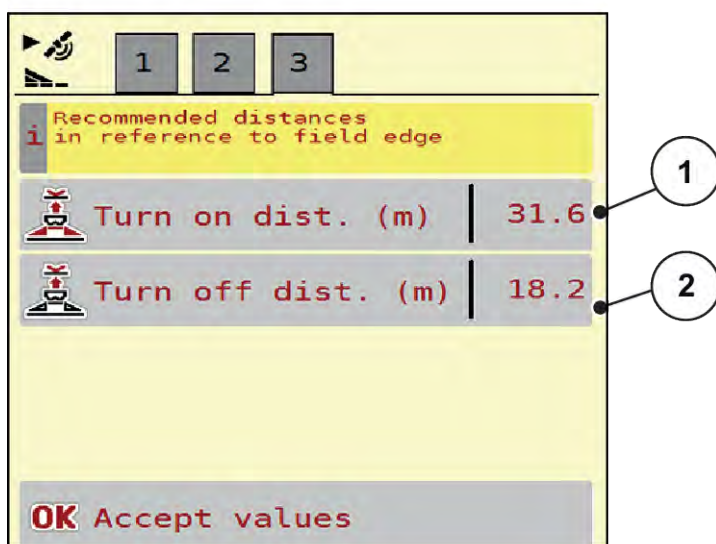 1 2 3
i Recommended distances
in reference to field edge
Turn on dist. (m) 31.6
1
Turn off dist. (m) 18.2
2
OK Accept values